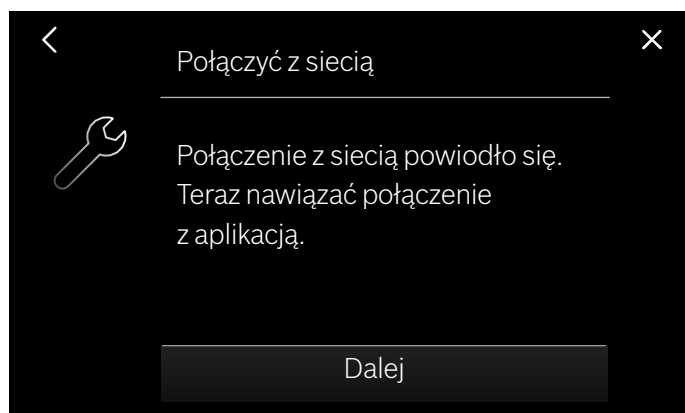 Połączyć z siecią
Połączenie z siecią powiodło się.
Teraz nawiązać połączenie
z aplikacją.
Dalej